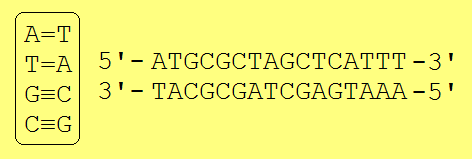 A=T
T=A
G≡C
C≡G
5'- ATGCGCTAGCTCATTT -3'
3'- TACGCGATCGAGTAAA -5'